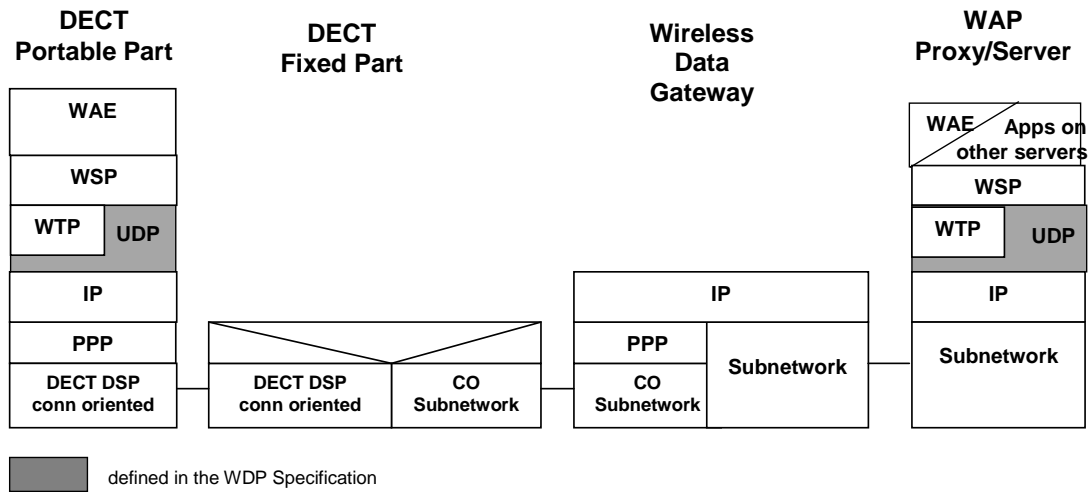 DECT
Portable Part
DECT
Fixed Part
Wireless
Data
Gateway
WAP
Proxy/Server
WAE
WSP
WTP
UDP
IP
PPP
DECT DSP
conn oriented
DECT DSP
conn oriented
CO
Subnetwork
IP
PPP
CO
Subnetwork
Subnetwork
WAE
Apps on
other servers
WSP
WTP
UDP
IP
Subnetwork
defined in the WDP Specification